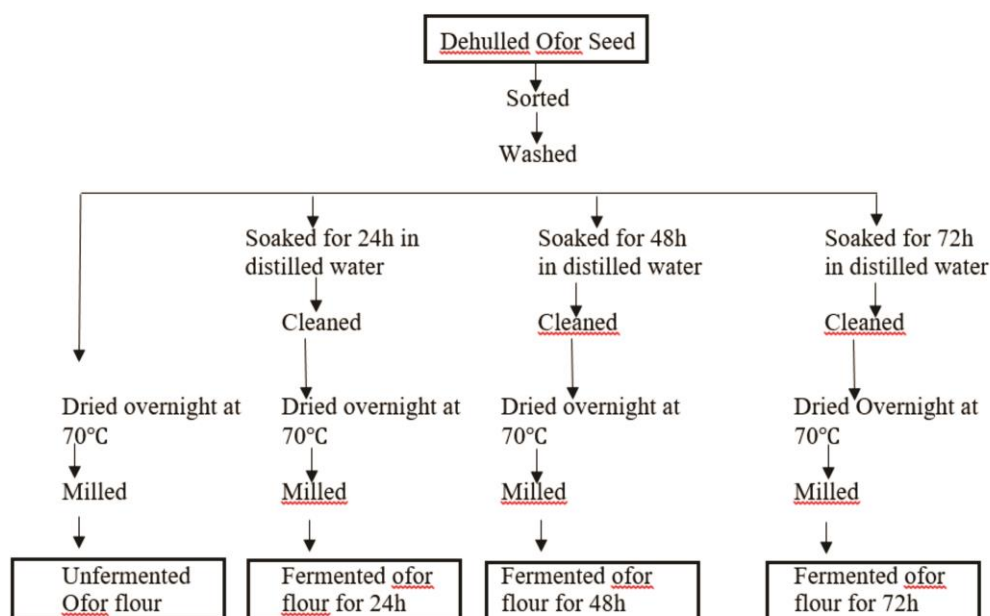 Dehulled Ofor Seed
Sorted
Washed
Soaked for 24h in
distilled water
Soaked for 48h
in distilled water
Soaked for 72h
in distilled water
Cleaned
Cleaned
Cleaned
Dried overnight at
70°C
Dried overnight at
70°C
Dried overnight at
70°C
Dried Overnight at
70°C
Milled
Milled
Milled
Milled
Unfermented
Ofor flour
Fermented ofor
flour for 24h
Fermented ofor
flour for 48h
Fermented ofor
flour for 72h